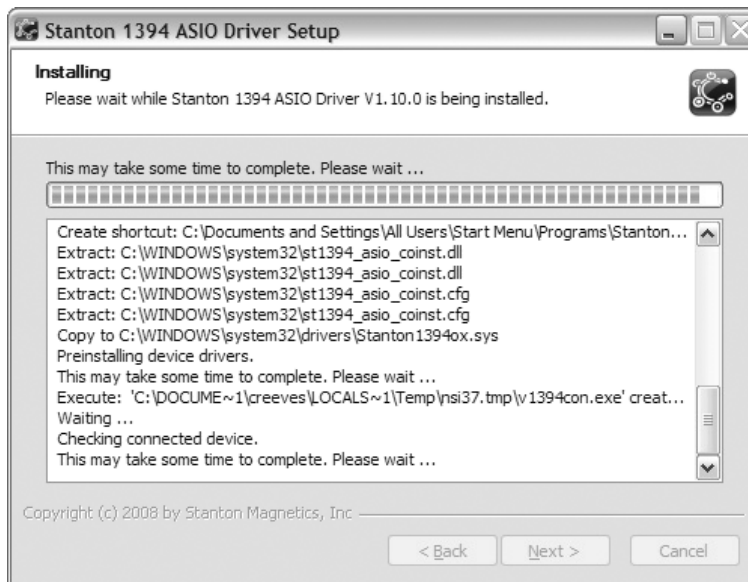 Stanton 1394 ASIO Driver Setup
Installing
Please wait while Stanton 1394 ASIO Driver V1.10.0 is being installed.
This may take some time to complete. Please wait ...
Create shortcut: C:\Documents and Settings\All Users\Start Menu\Programs\Stanton...
Extract: C:\WINDOWS\system32\st1394_asio_coinst.dll
Extract: C:\WINDOWS\system32\st1394_asio_coinst.dll
Extract: C:\WINDOWS\system32\st1394_asio_coinst.cfg
Extract: C:\WINDOWS\system32\st1394_asio_coinst.cfg
Copy to C:\WINDOWS\system32\drivers\Stanton1394ox.sys
Preinstalling device drivers.
This may take some time to complete. Please wait ...
Execute:  'C:\DOCUME~1\creeves\LOCALS~1\Temp\nsi37.tmp\v1394con.exe' creat...
Waiting ...
Checking connected device.
This may take some time to complete. Please wait ...
Copyright (c) 2008 by Stanton Magnetics, Inc
< Back Next > Cancel